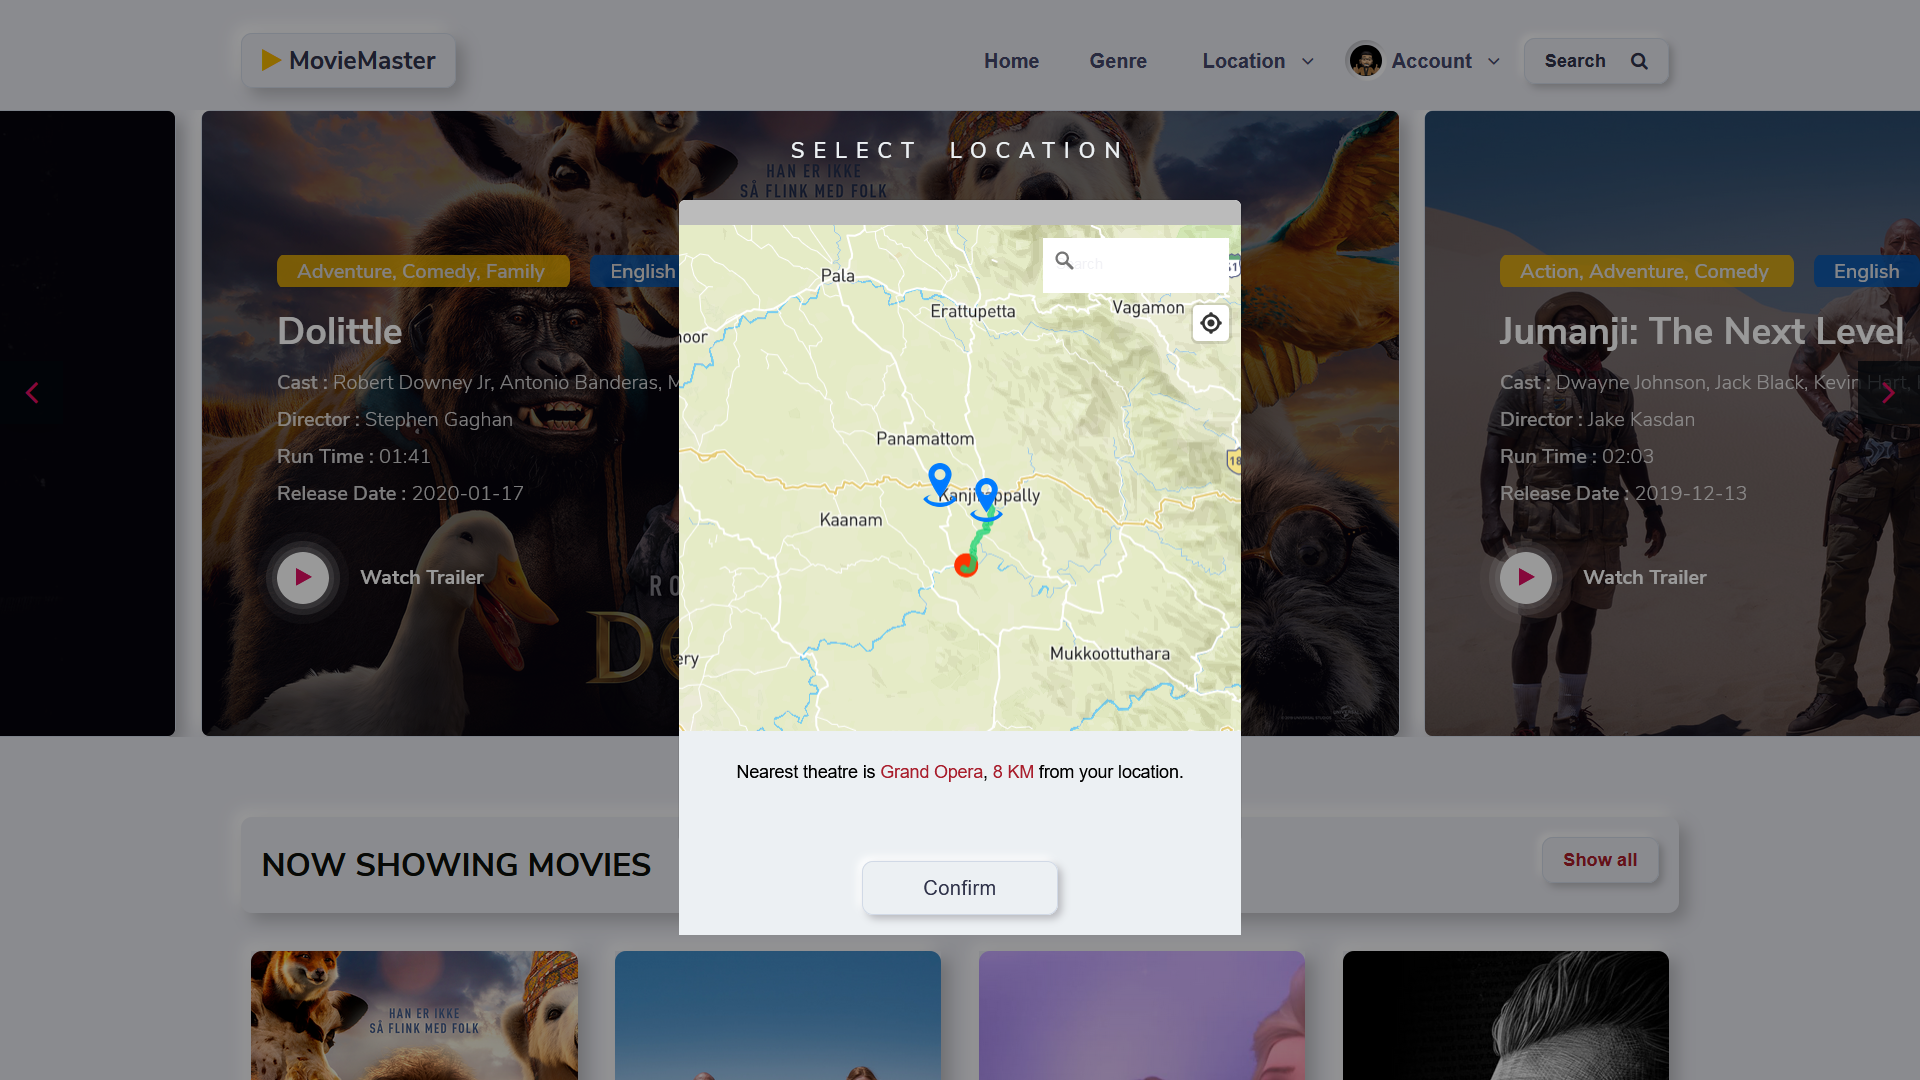 MovieMaster
Home
Genre
Location
Account
Search
SELECT LOCATION
HAN ER IKKE
SÅ FLINK MED FOLK
Adventure, Comedy, Family
English
Dolittle
Cast : Robert Downey Jr, Antonio Banderas, M
Director : Stephen Gaghan
Run Time : 01:41
Release Date : 2020-01-17
Watch Trailer
Pala
Erattupetta
Vagamon
Panamattom
Kaanam
Mukkoottuthara
18
Nearest theatre is Grand Opera, 8 KM from your location.
Confirm
Action, Adventure, Comedy
English
Jumanji: The Next Level
Cast : Dwayne Johnson, Jack Black, Kevin Hart,
Director : Jake Kasdan
Run Time : 02:03
Release Date : 2019-12-13
Watch Trailer
NOW SHOWING MOVIES
Show all
HAN ER IKKE
SÅ FLINK MED FOLK